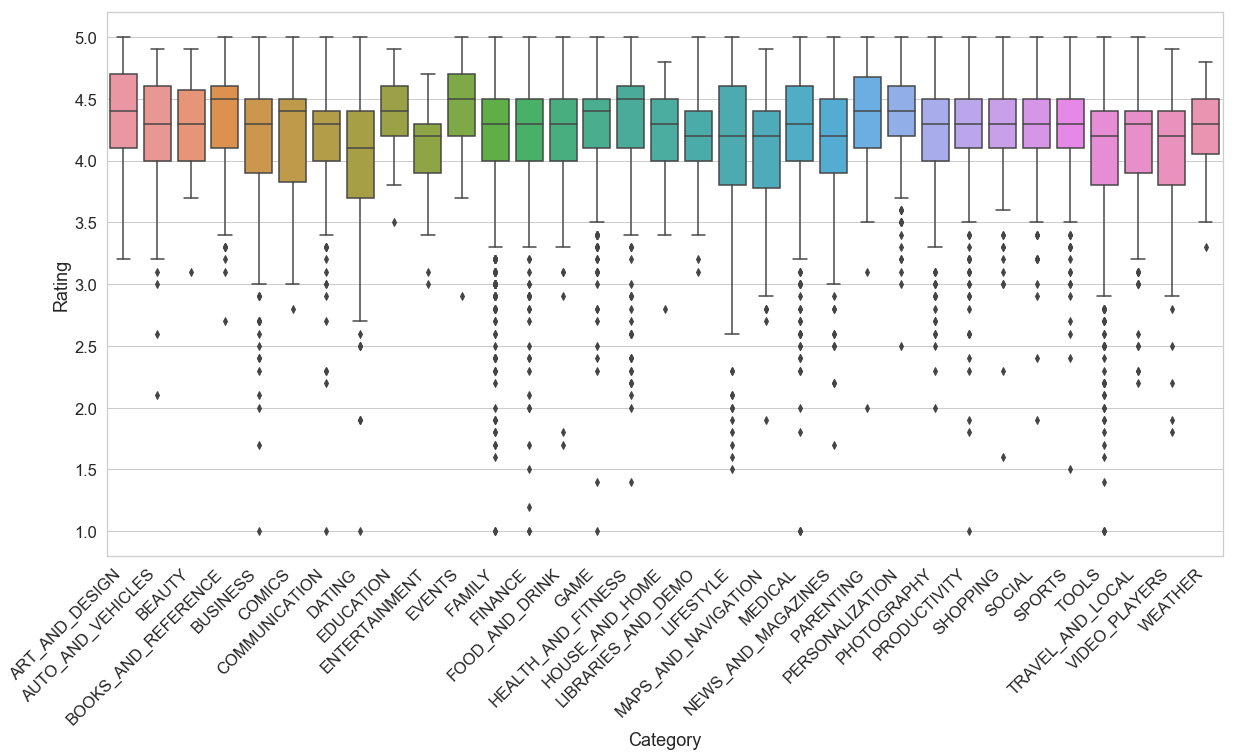 5.0
4.5
4.0
3.5
3.0
2.5
2.0
1.5
1.0
Rating
ART_AND_DESIGN
AUTO_AND_VEHICLES
BEAUTY
BOOKS_AND_REFERENCE
BUSINESS
COMICS
COMMUNICATION
DATING
EDUCATION
ENTERTAINMENT
EVENTS
FAMILY
FINANCE
FOOD_AND_DRINK
GAME
HEALTH_AND_FITNESS
HOUSE_AND_HOME
LIBRARIES_AND_DEMO
LIFESTYLE
MAPS_AND_NAVIGATION
MEDICAL
NEWS_AND_MAGAZINES
PARENTING
PERSONALIZATION
PHOTOGRAPHY
PRODUCTIVITY
SHOPPING
SOCIAL
SPORTS
TOOLS
TRAVEL_AND_LOCAL
VIDEO_PLAYERS
WEATHER
Category